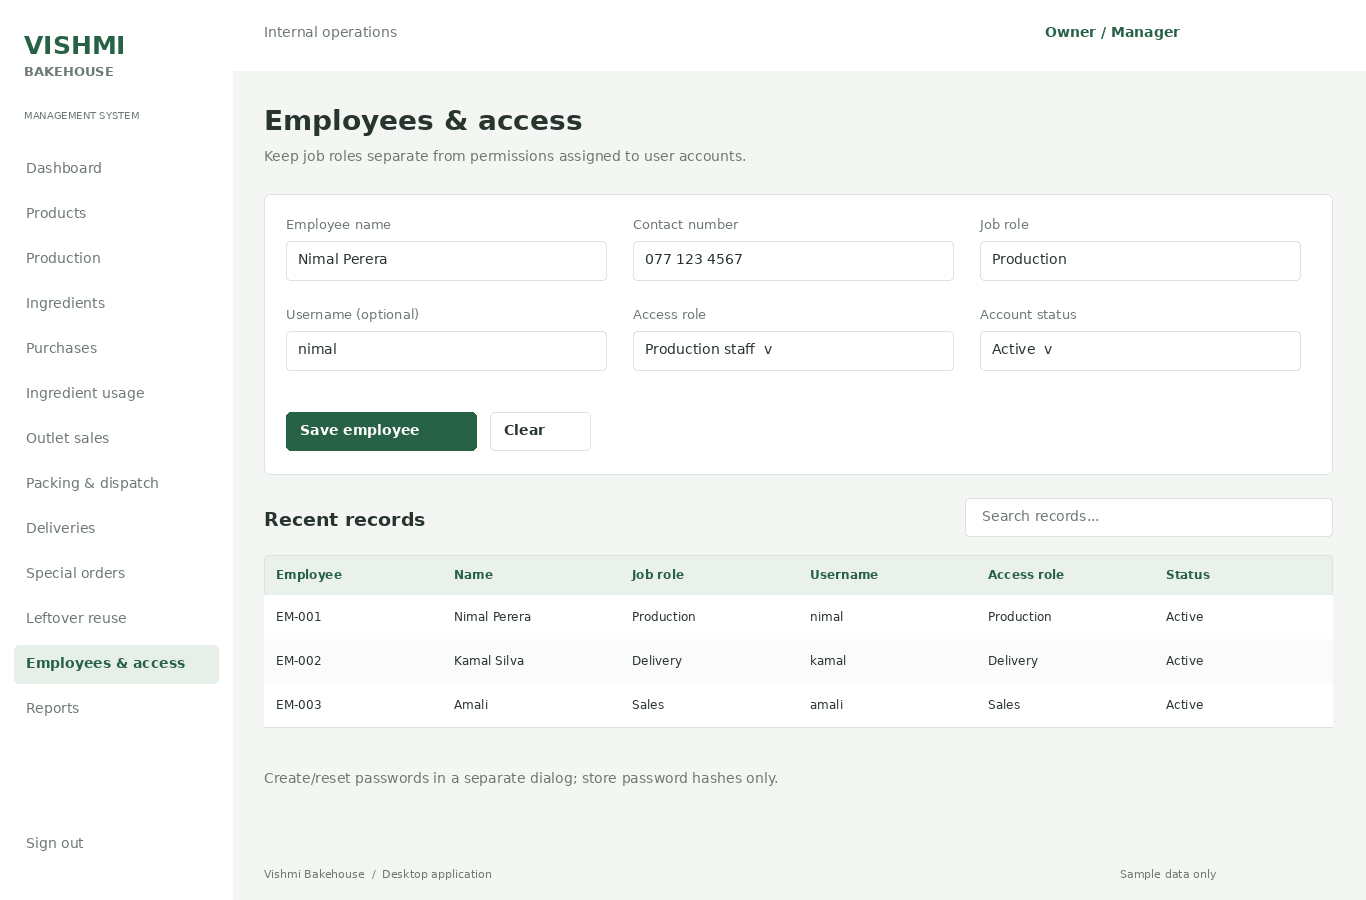 VISHMI
BAKEHOUSE
MANAGEMENT SYSTEM
Dashboard
Products
Production
Ingredients
Purchases
Ingredient usage
Outlet sales
Packing & dispatch
Deliveries
Special orders
Leftover reuse
Employees & access
Reports
Sign out
Internal operations
Owner / Manager
Employees & access
Keep job roles separate from permissions assigned to user accounts.
Employee name
Contact number
Job role
Nimal Perera
077 123 4567
Production
Username (optional)
Access role
Account status
nimal
Production staff v
Active v
Save employee
Clear
Recent records
Search records...
Employee Name Job role Username Access role Status
EM-001 Nimal Perera Production nimal Production Active
EM-002 Kamal Silva Delivery kamal Delivery Active
EM-003 Amali Sales amali Sales Active
Create/reset passwords in a separate dialog; store password hashes only.
Vishmi Bakehouse / Desktop application
Sample data only